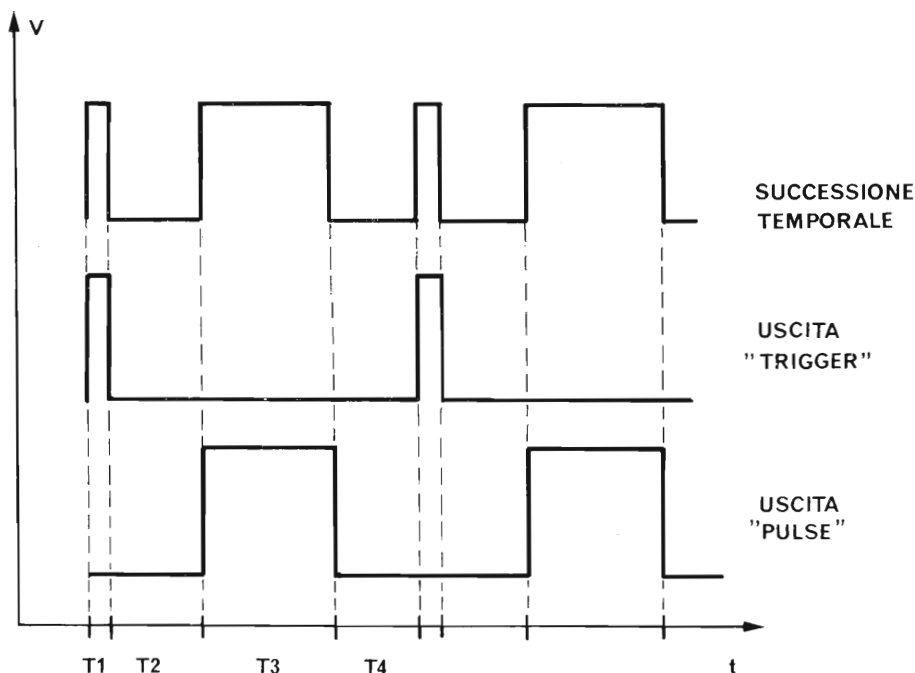 V
SUCCESSIONE
TEMPORALE
USCITA
"TRIGGER"
USCITA
"PULSE"
T1 T2 T3 T4 t